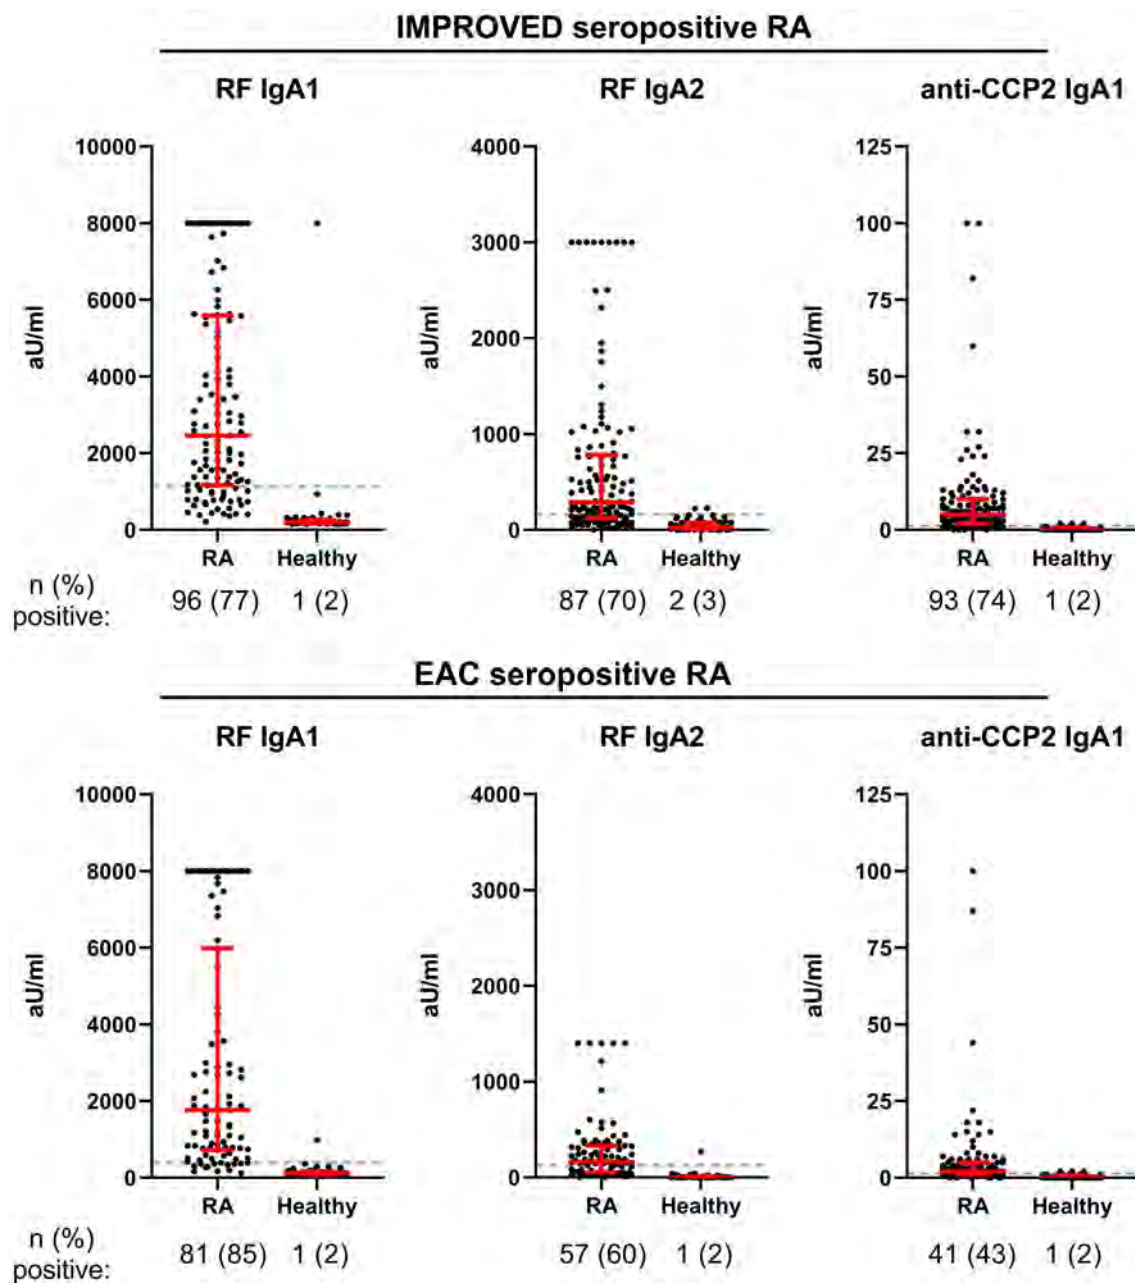 IMPROVED seropositive RA
RF IgA1 RF IgA2 anti-CCP2 IgA1
aU/ml
10000
8000
6000
4000
2000
0
RA Healthy
aU/ml
4000
3000
2000
1000
0
RA Healthy
aU/ml
125
100
75
50
25
0
RA Healthy
n (%)
positive:
96 (77) 1 (2) 87 (70) 2 (3) 93 (74) 1 (2)
EAC seropositive RA
RF IgA1 RF IgA2 anti-CCP2 IgA1
aU/ml
10000
8000
6000
4000
2000
0
RA Healthy
aU/ml
4000
3000
2000
1000
0
RA Healthy
aU/ml
125
100
75
50
25
0
RA Healthy
n (%)
positive:
81 (85) 1 (2) 57 (60) 1 (2) 41 (43) 1 (2)